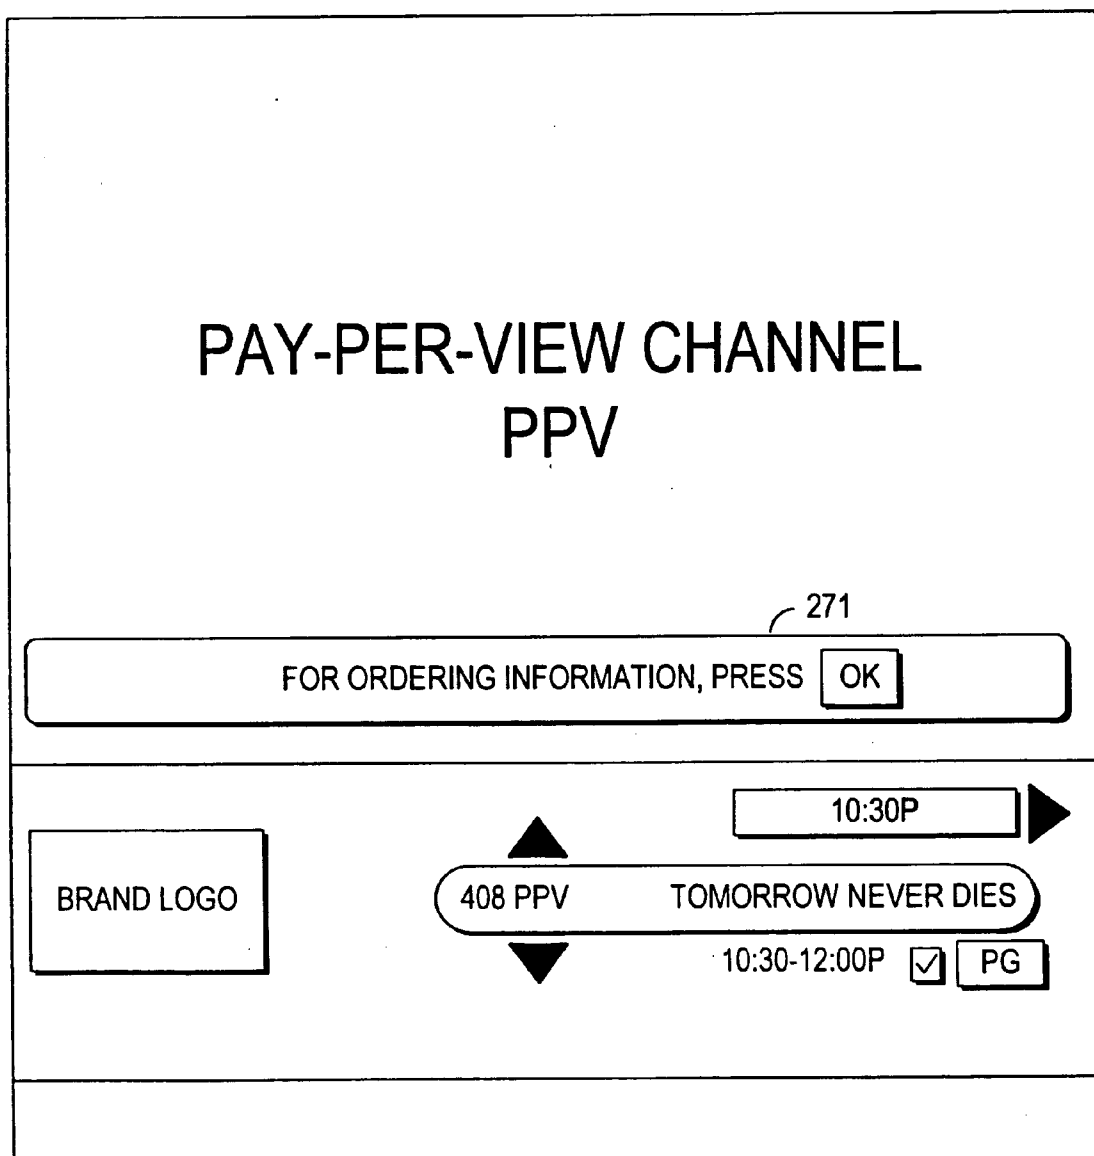 PAY-PER-VIEW CHANNEL
PPV
271
FOR ORDERING INFORMATION, PRESS OK
10:30P
BRAND LOGO
408 PPV TOMORROW NEVER DIES
10:30-12:00P PG